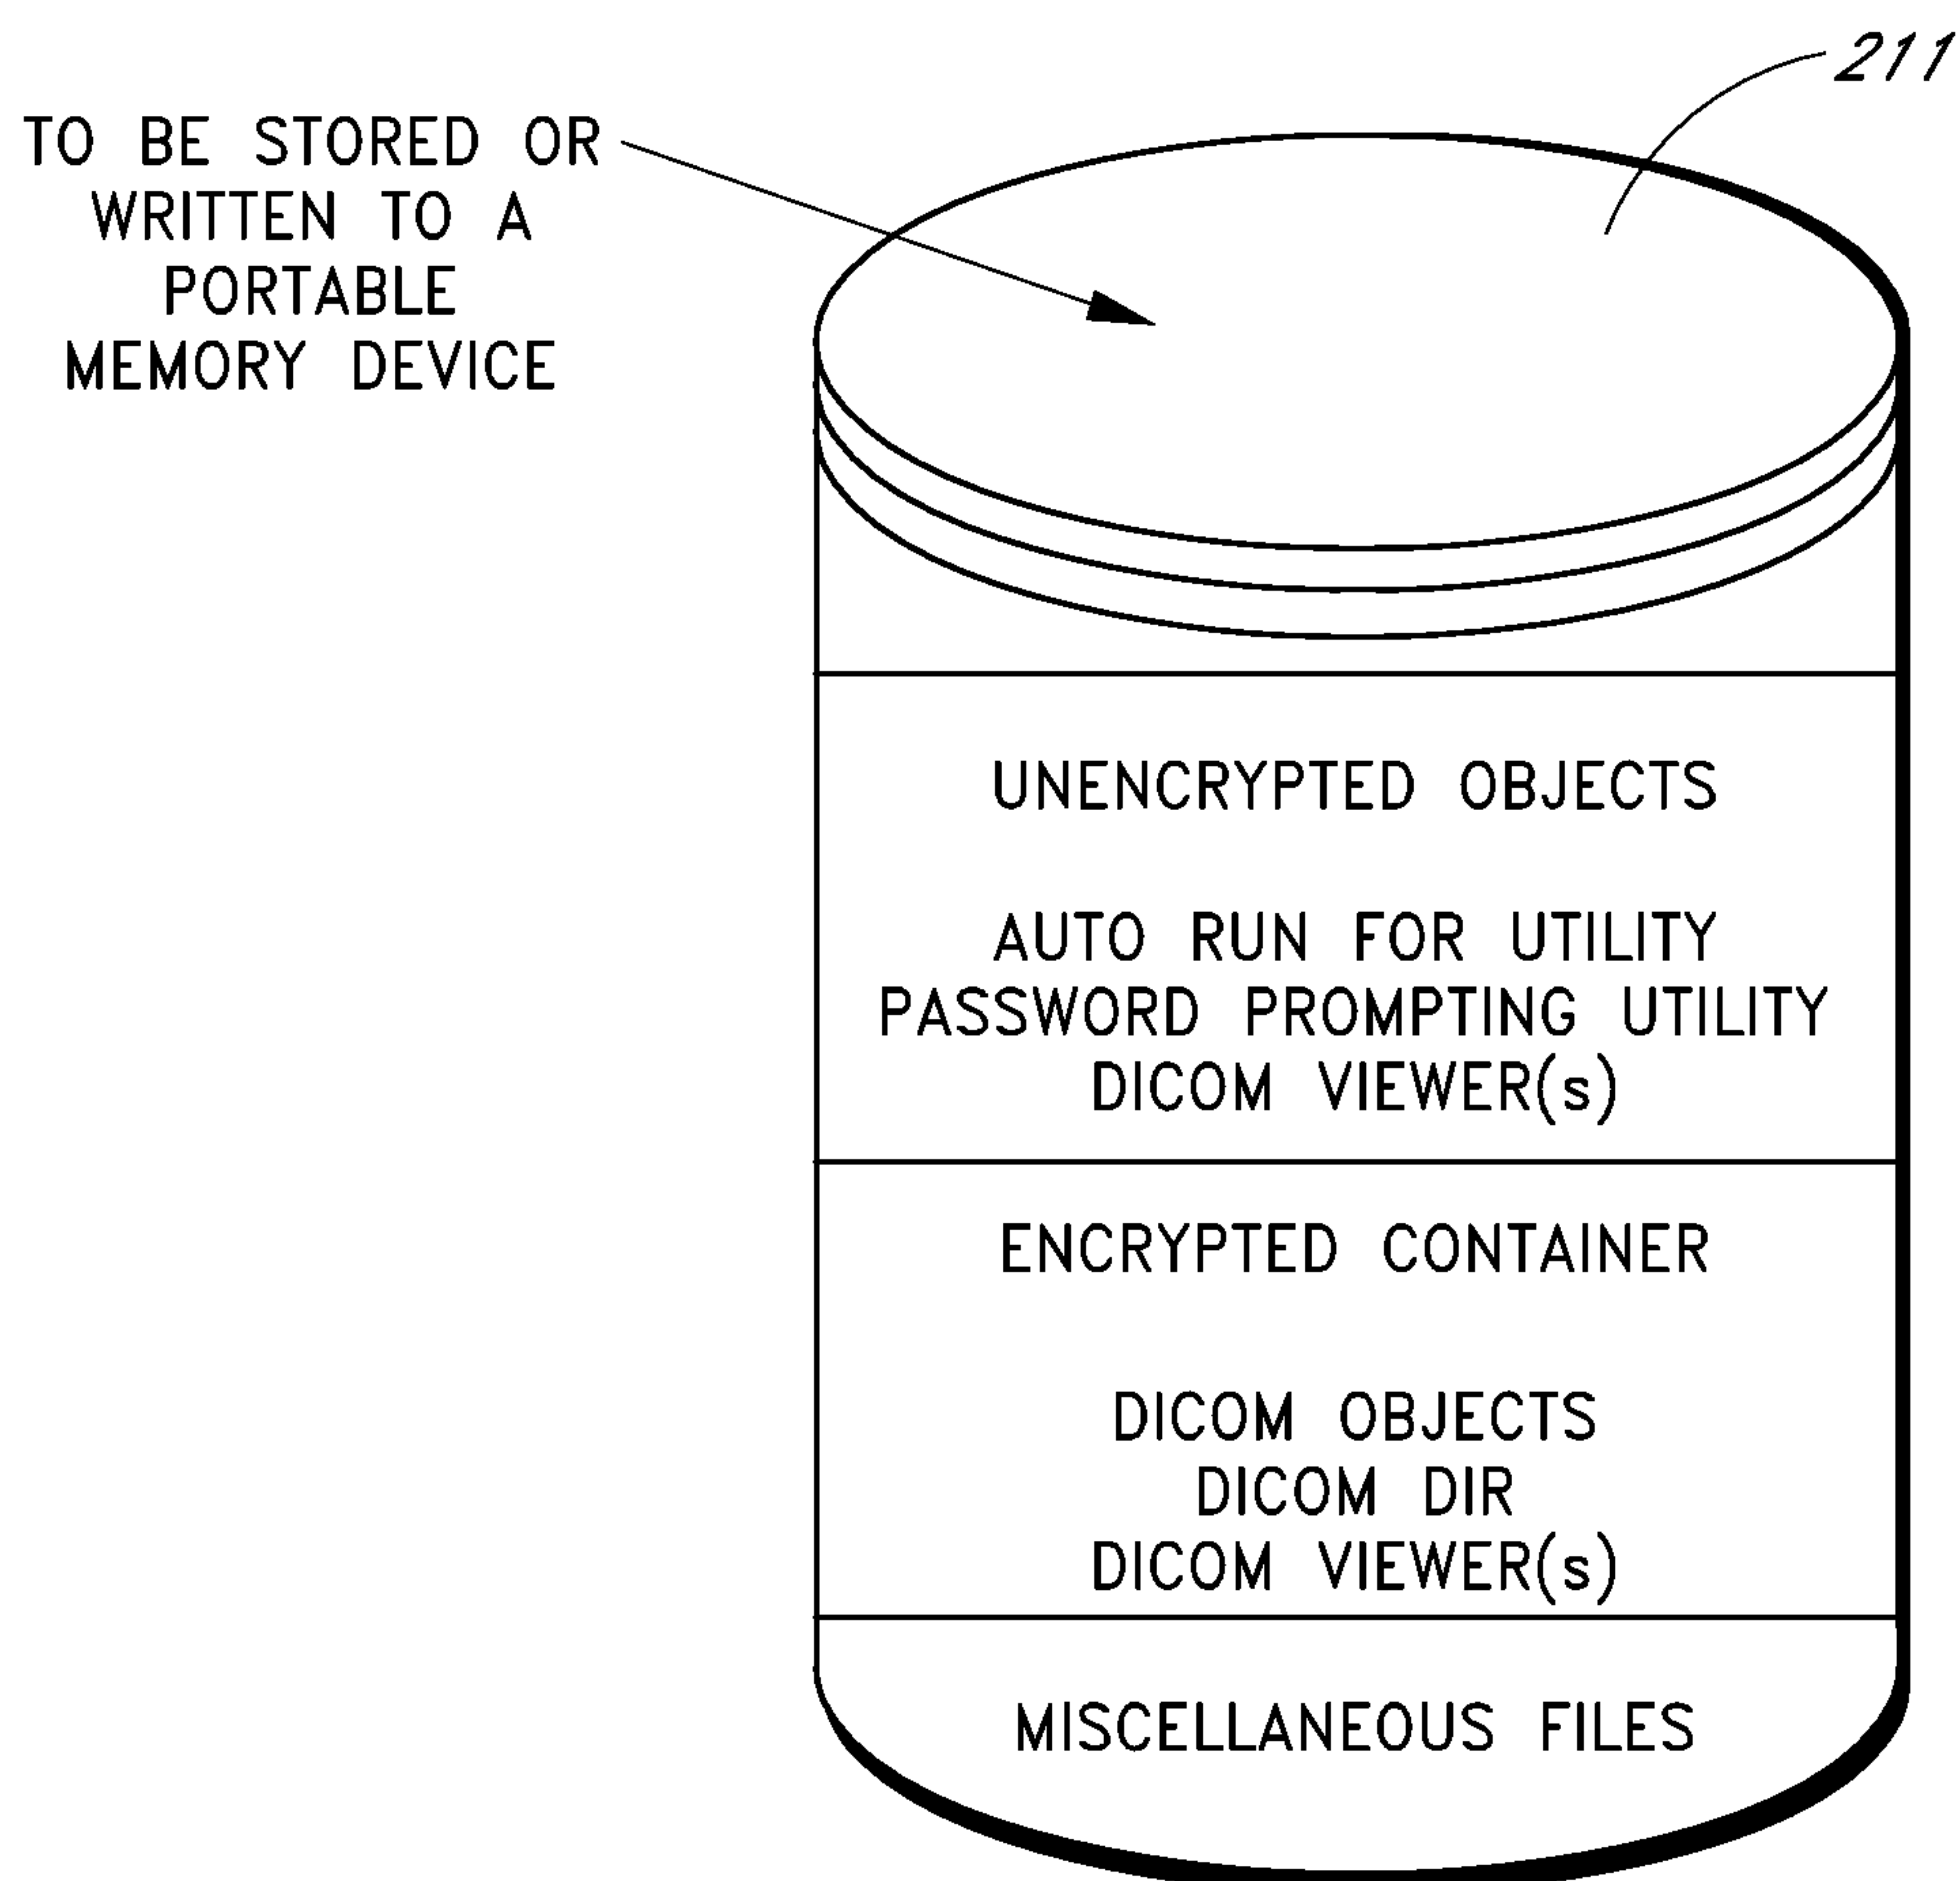 211
TO BE STORED OR
WRITTEN TO A
PORTABLE
MEMORY DEVICE
UNENCRYPTED OBJECTS
AUTO RUN FOR UTILITY
PASSWORD PROMPTING UTILITY
DICOM VIEWER(s)
ENCRYPTED CONTAINER
DICOM OBJECTS
DICOM DIR
DICOM VIEWER(s)
MISCELLANEOUS FILES